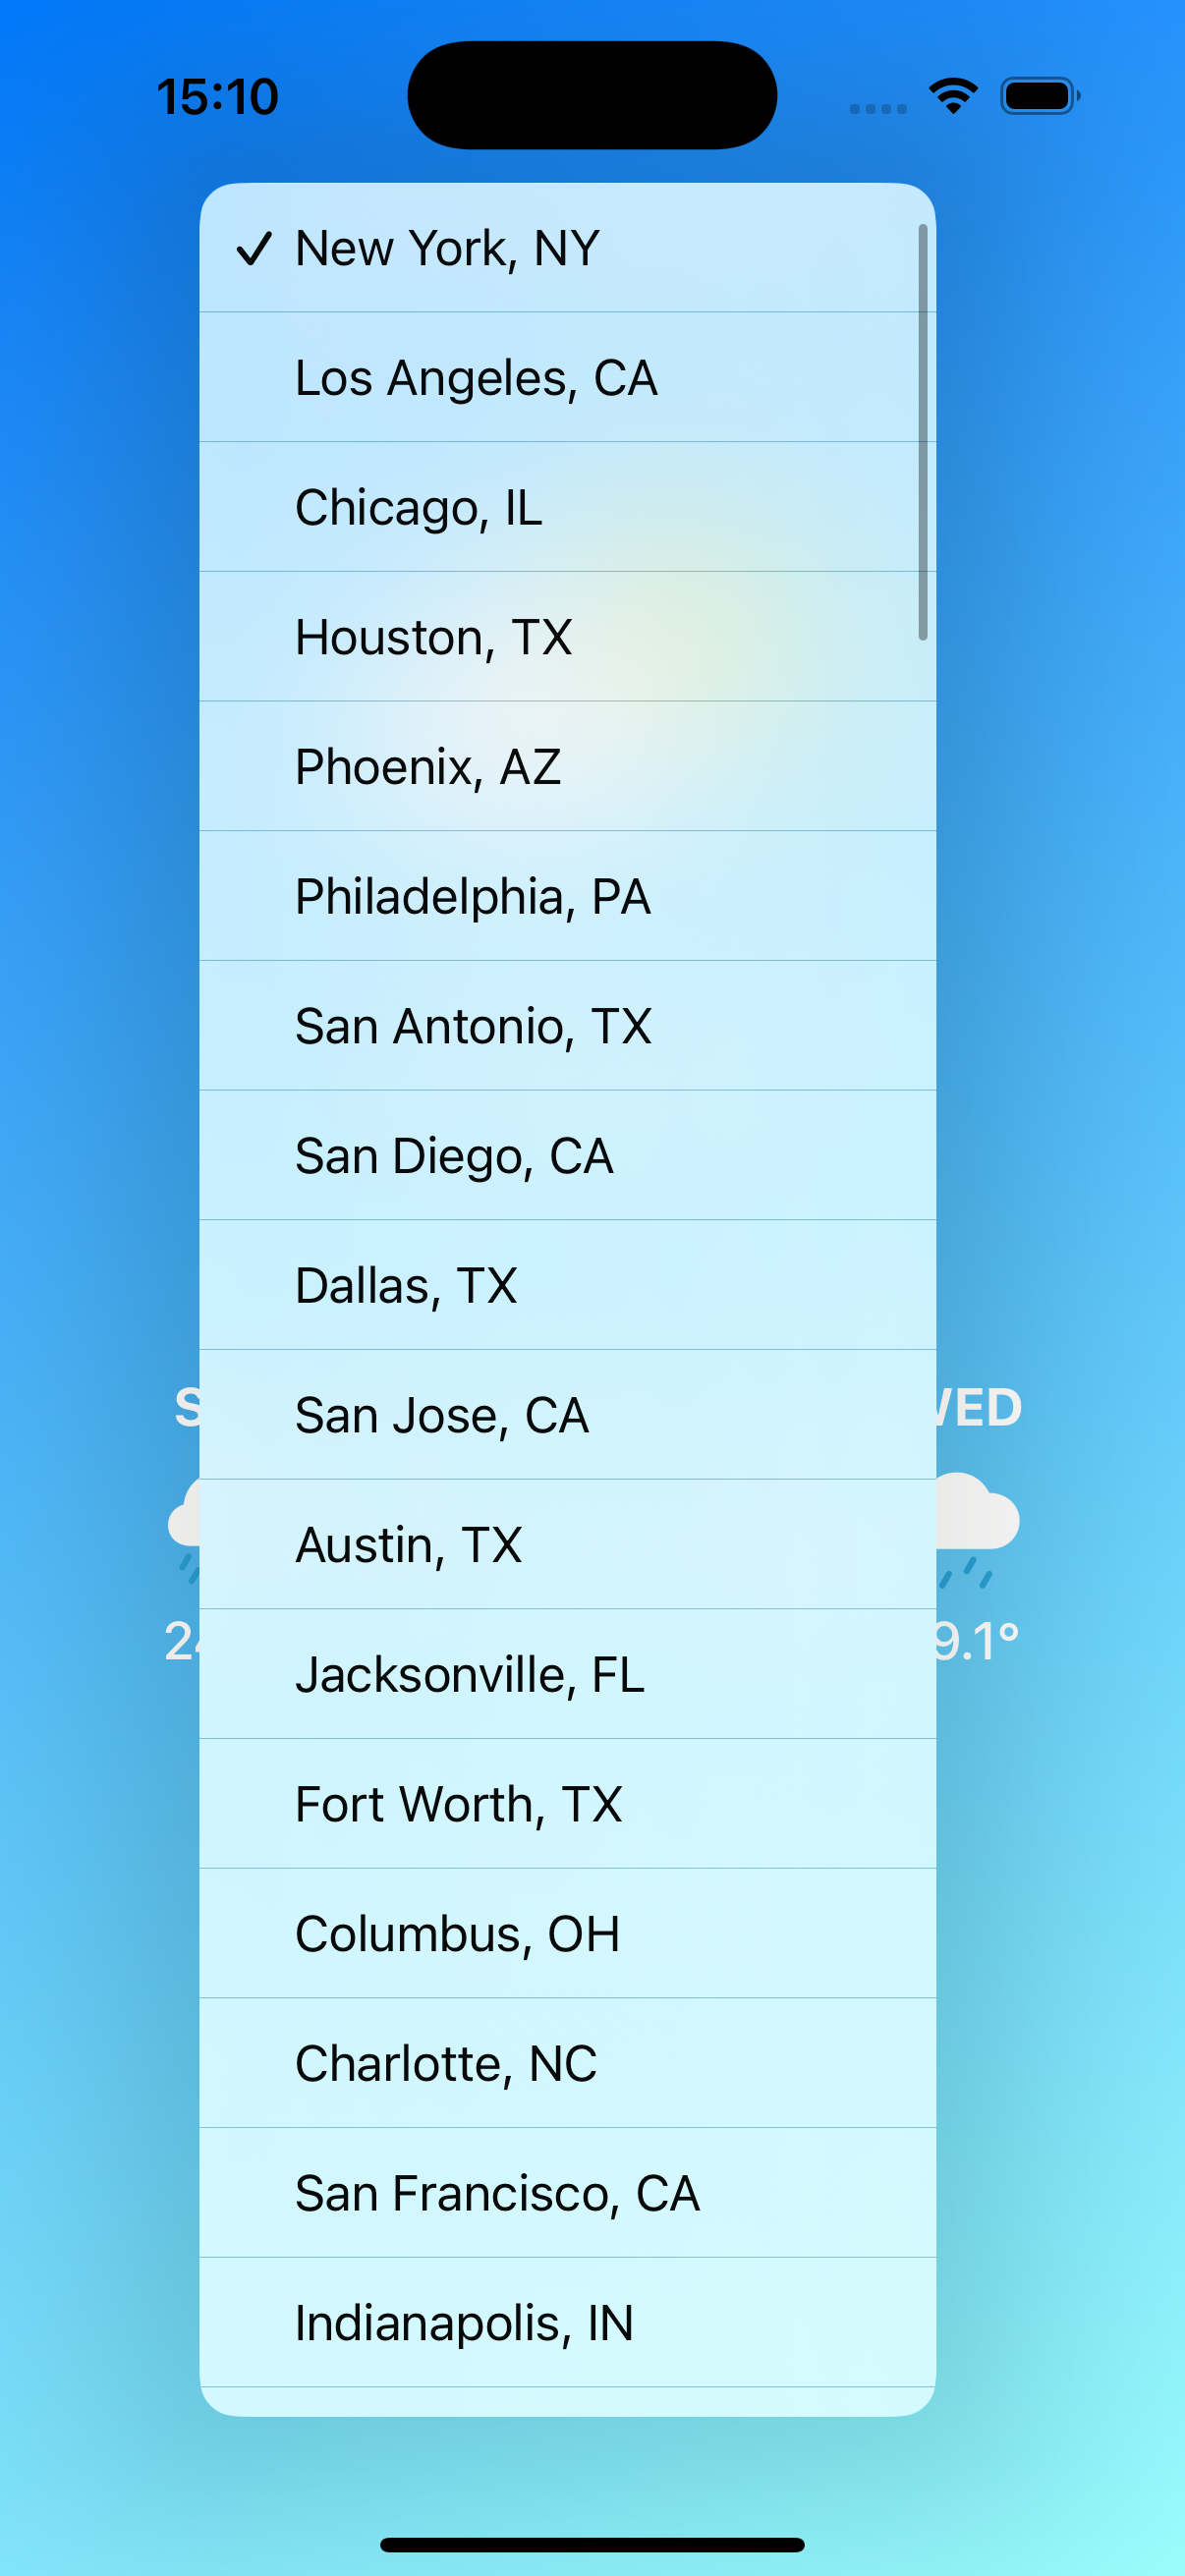 15:10
New York, NY
Los Angeles, CA
Chicago, IL
Houston, TX
Phoenix, AZ
Philadelphia, PA
San Antonio, TX
San Diego, CA
Dallas, TX
San Jose, CA
Austin, TX
Jacksonville, FL
Fort Worth, TX
Columbus, OH
Charlotte, NC
San Francisco, CA
Indianapolis, IN
WED
9.1°